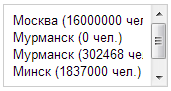 Москва (16000000 чел
Мурманск (0 чел.)
Мурманск (302468 чел
Минск (1837000 чел.)